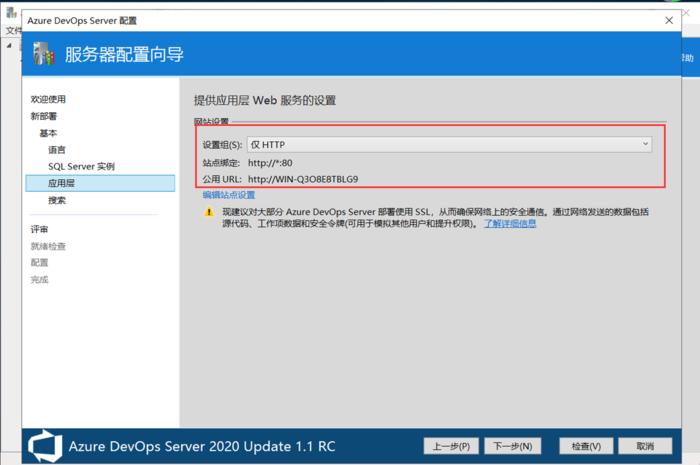 Azure DevOps Server 配置
文件
服务器配置向导
帮助
欢迎使用
新部署
基本
语言
SQL Server 实例
应用层
搜索
评审
就绪检查
配置
完成
提供应用层 Web 服务的设置
网站设置
设置组(S): 仅 HTTP
站点绑定: http://*:80
公用 URL: http://WIN-Q3O8E8TBLG9
编辑站点设置
现建议对大部分 Azure DevOps Server 部署使用 SSL，从而确保网络上的安全通信。通过网络发送的数据包括
源代码、工作项数据和安全令牌(可用于模拟其他用户和提升权限)。 了解详细信息
Azure DevOps Server 2020 Update 1.1 RC
上一步(P) 下一步(N) 检查(V) 取消